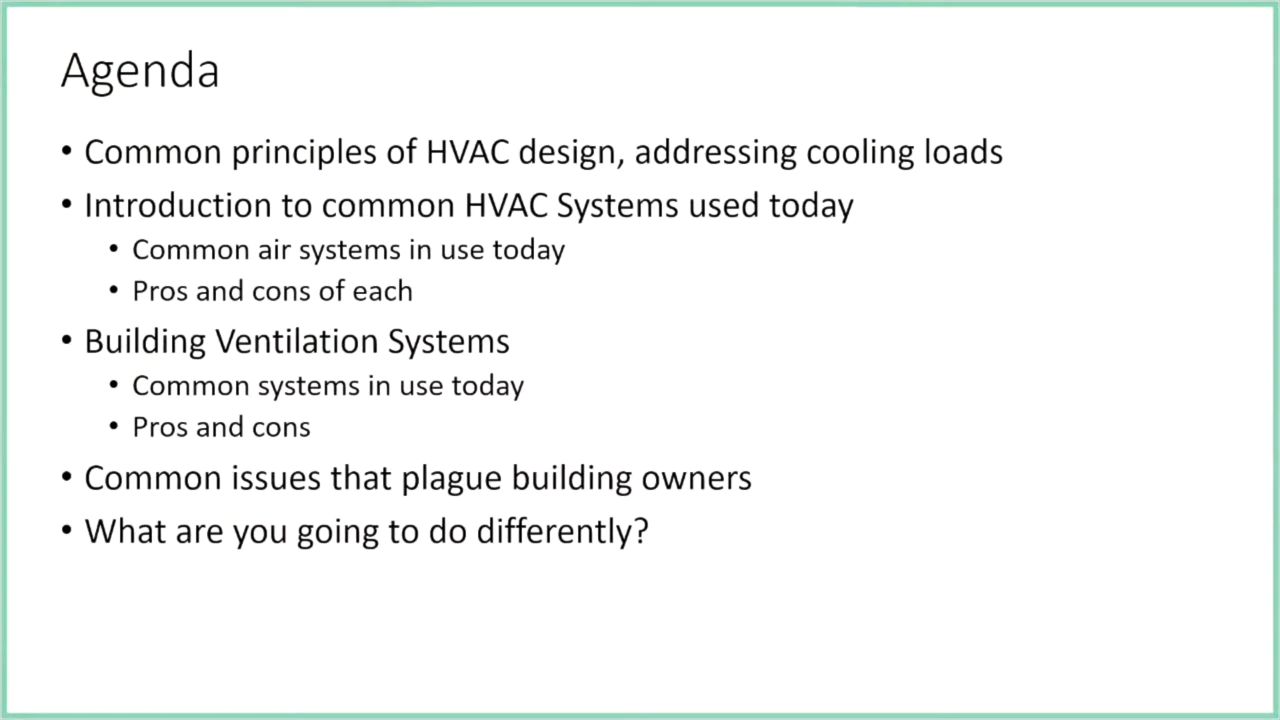 Agenda
• Common principles of HVAC design, addressing cooling loads
• Introduction to common HVAC Systems used today
• Common air systems in use today
• Pros and cons of each
• Building Ventilation Systems
• Common systems in use today
• Pros and cons
• Common issues that plague building owners
• What are you going to do differently?